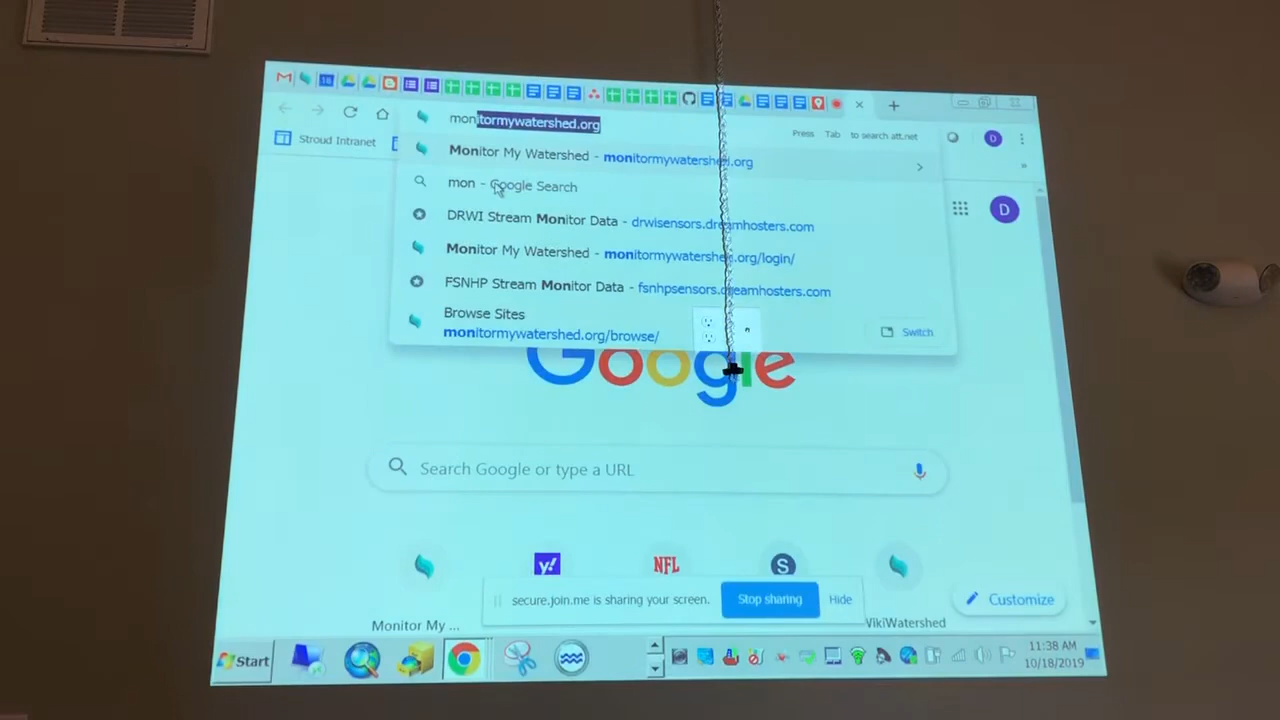 monitormywatershed.org
Press Tab to search att.net
D
Stroud Intranet
Monitor My Watershed - monitormywatershed.org
mon - Google Search
D
DRWI Stream Monitor Data - drwisensors.dreamhosters.com
Monitor My Watershed - monitormywatershed.org/login/
FSNHP Stream Monitor Data - fsnhpsensors.dreamhosters.com
Browse Sites
monitormywatershed.org/browse/
Switch
Google
Search Google or type a URL
y!
NFL
S
secure.join.me is sharing your screen.
Stop sharing
Hide
Customize
Monitor My ...
VikiWatershed
Start
11:38 AM
10/18/2019